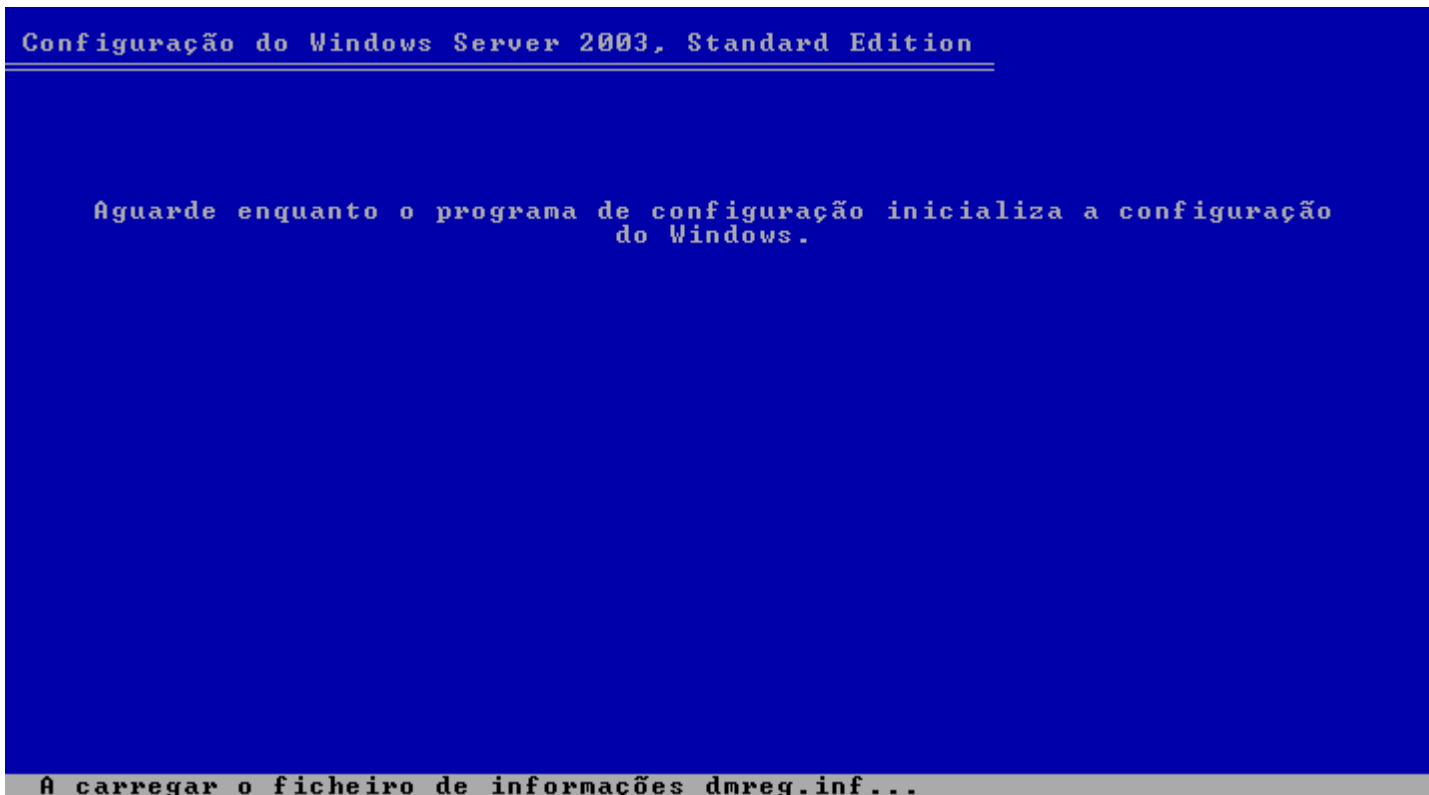 Configuração do Windows Server 2003, Standard Edition
Aguarde enquanto o programa de configuração inicializa a configuração
do Windows.
A carregar o ficheiro de informações dmreg.inf...